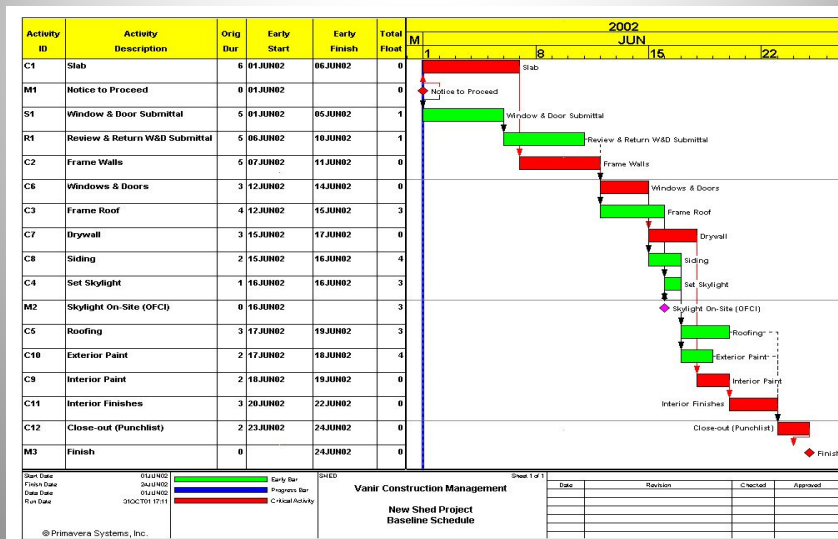 Activity Activity Orig Early Early Total 2002
ID Description Dur Start Finish Float M JUN
1 8 15 22
C1 Slab 6 01JUN02 06JUN02 0 Slab
M1 Notice to Proceed 0 01JUN02 0 Notice to Proceed
S1 Window & Door Submittal 5 01JUN02 05JUN02 1 Window & Door Submittal
R1 Review & Return W&D Submittal 5 06JUN02 10JUN02 1 Review & Return W&D Submittal
C2 Frame Walls 5 07JUN02 11JUN02 0 Frame Walls
C6 Windows & Doors 3 12JUN02 14JUN02 0 Windows & Doors
C3 Frame Roof 4 12JUN02 15JUN02 3 Frame Roof
C7 Drywall 3 15JUN02 17JUN02 0 Drywall
C8 Siding 2 15JUN02 16JUN02 4 Siding
C4 Set Skylight 1 16JUN02 16JUN02 3 Set Skylight
M2 Skylight On-Site (OFCI) 0 16JUN02 3 Skylight On-Site (OFCI)
C5 Roofing 3 17JUN02 19JUN02 3 Roofing
C10 Exterior Paint 2 17JUN02 18JUN02 4 Exterior Paint
C9 Interior Paint 2 18JUN02 19JUN02 0 Interior Paint
C11 Interior Finishes 3 20JUN02 22JUN02 0 Interior Finishes
C12 Close-out (Punchlist) 2 23JUN02 24JUN02 0 Close-out (Punchlist)
M3 Finish 0 24JUN02 0 Finish
Start Date 01JUN02
Finish Date 24JUN02
Data Date 01JUN02
Run Date 31OCT01 17:11
© Primavera Systems, Inc.
Early Bar
Progress Bar
Critical Activity
SHED
Sheet 1 of 1
Vanir Construction Management
New Shed Project
Baseline Schedule
Date Revision Checked Approved